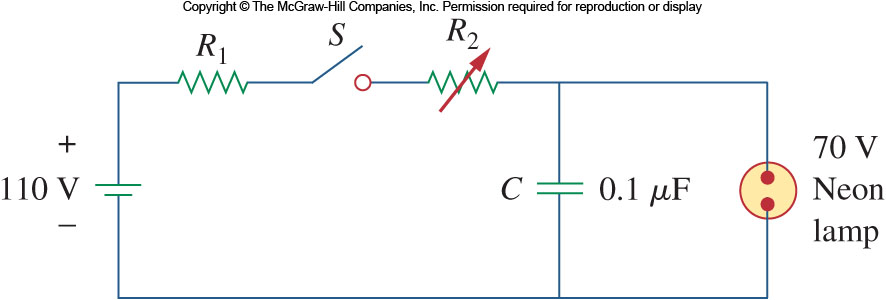 Copyright © The McGraw-Hill Companies, Inc. Permission required for reproduction or display
R₁
S
R₂
+
110 V
–
C
0.1 μF
70 V
Neon
lamp